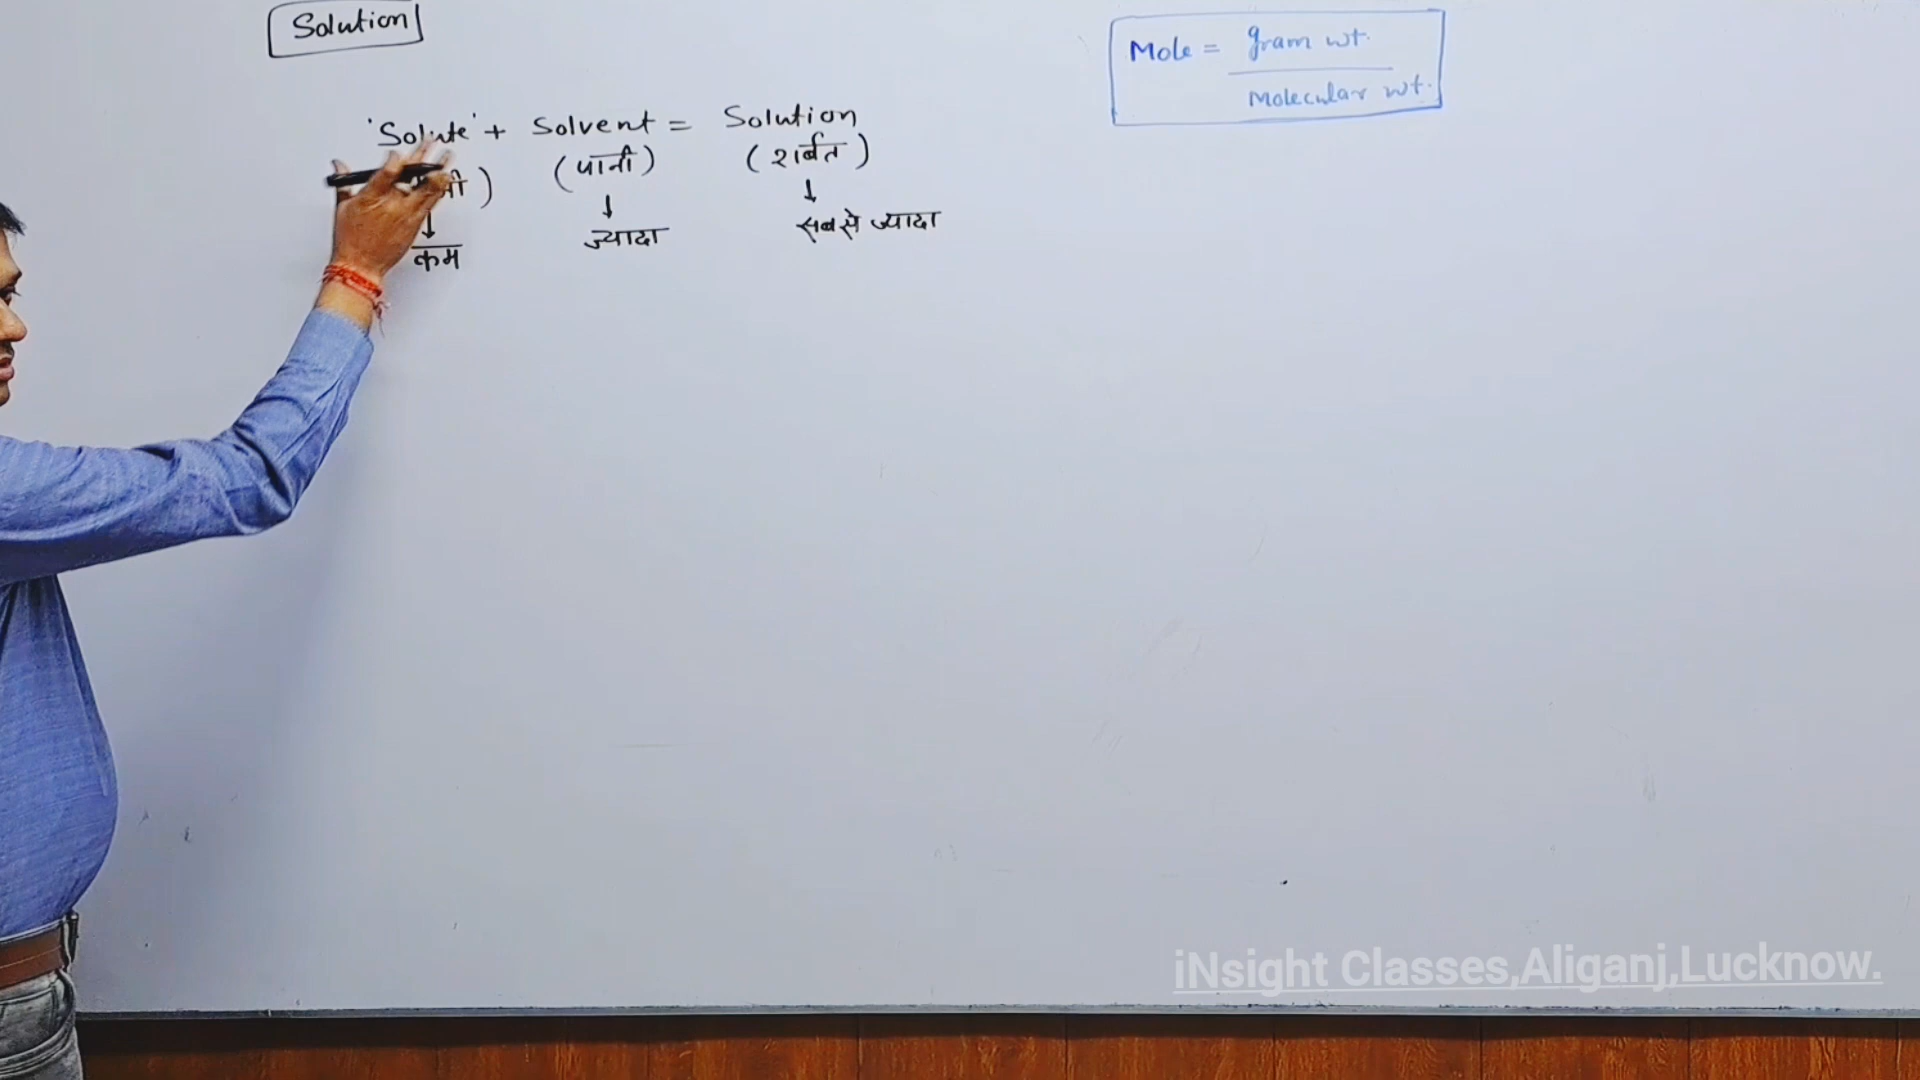 Solution
Mole = gram wt.
Molecular wt.
'Solute' + Solvent = Solution
(पानी) (शर्बत)
↓ ↓ ↓
कम ज्यादा सबसे ज्यादा
iNsight Classes,Aliganj,Lucknow.